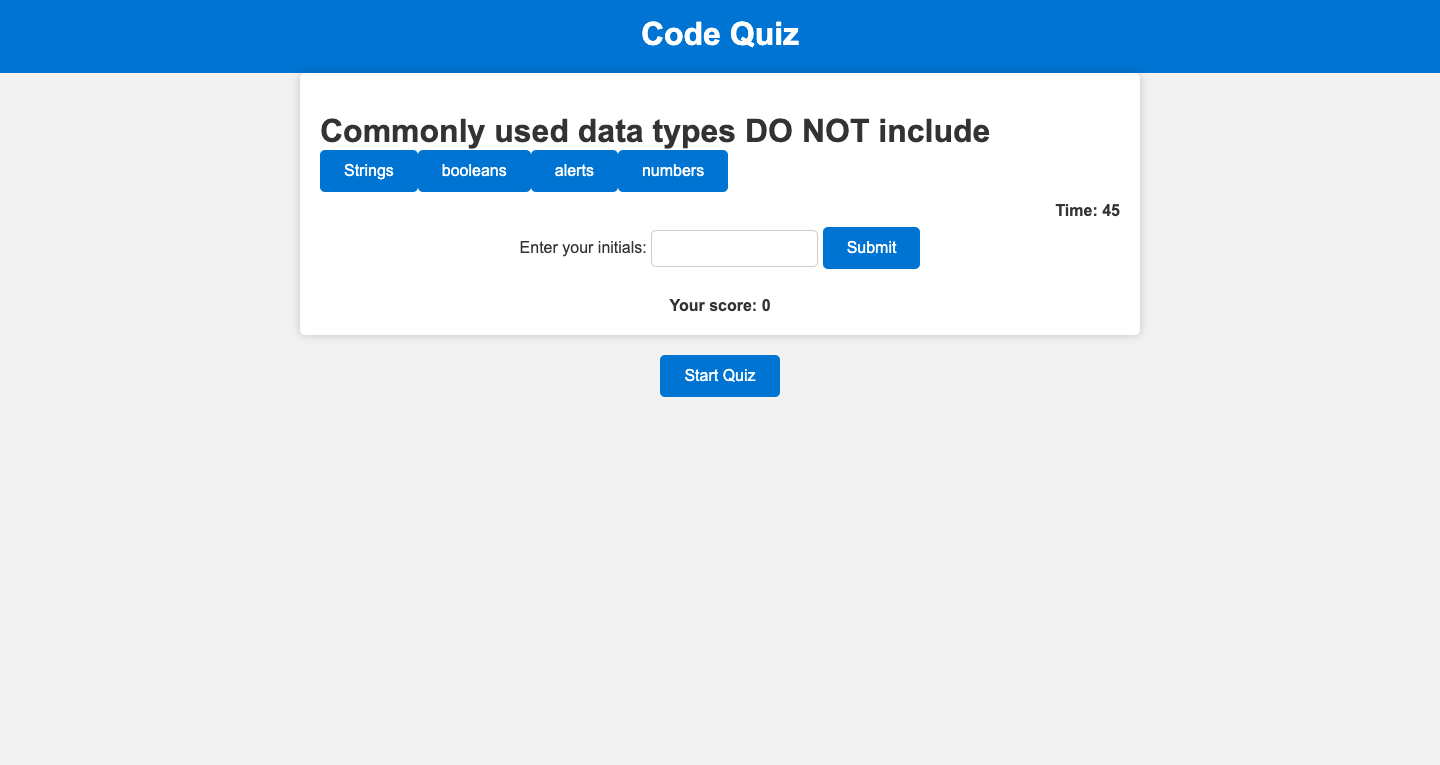 Code Quiz
Commonly used data types DO NOT include
Strings booleans alerts numbers
Time: 45
Enter your initials: Submit
Your score: 0
Start Quiz